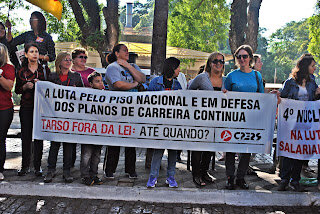 A LUTA PELO PISO NACIONAL E EM DEFESA
DOS PLANOS DE CARREIRA CONTINUA:
TARSO FORA DA LEI: ATÉ QUANDO? CPERS
4º NÚCLE
NA LUT
SALARIAL